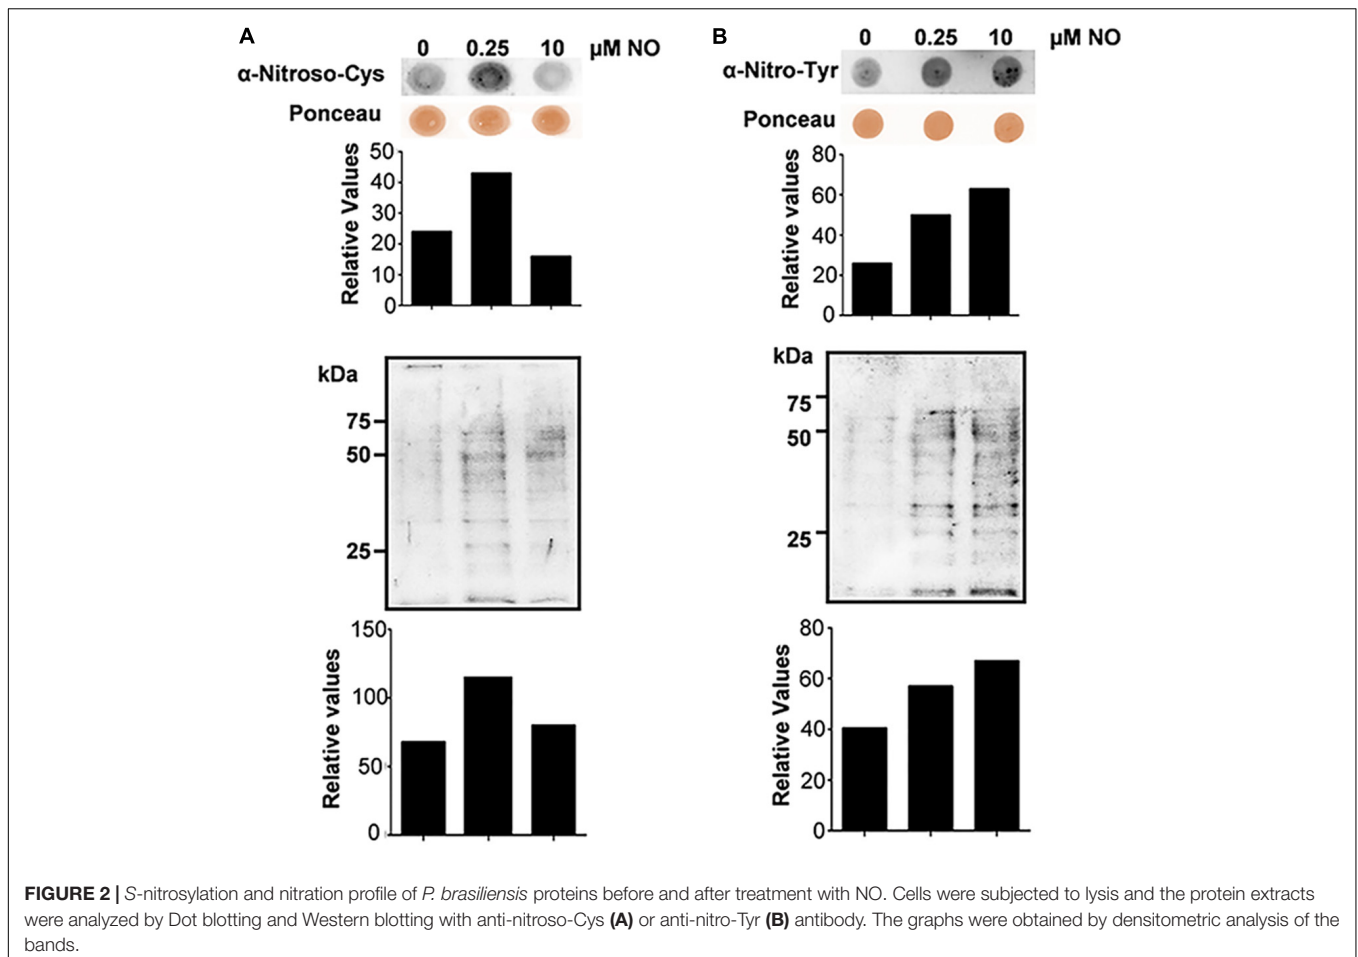 A
0 0.25 10 µM NO
α-Nitroso-Cys
Ponceau
50
40
30
20
10
0
Relative Values
kDa
75
50
25
150
100
50
0
Relative values
B
0 0.25 10 µM NO
α-Nitro-Tyr
Ponceau
80
60
40
20
0
Relative values
kDa
75
50
25
80
60
40
20
0
Relative Values
FIGURE 2 | S-nitrosylation and nitration profile of P. brasiliensis proteins before and after treatment with NO. Cells were subjected to lysis and the protein extracts
were analyzed by Dot blotting and Western blotting with anti-nitroso-Cys (A) or anti-nitro-Tyr (B) antibody. The graphs were obtained by densitometric analysis of the
bands.